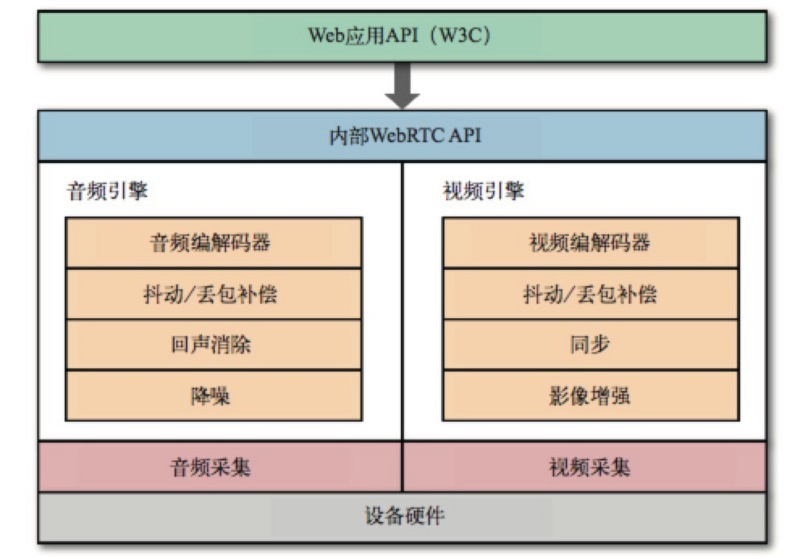 Web应用API（W3C）
内部WebRTC API
音频引擎
音频编解码器
抖动/丢包补偿
回声消除
降噪
视频引擎
视频编解码器
抖动/丢包补偿
同步
影像增强
音频采集
视频采集
设备硬件